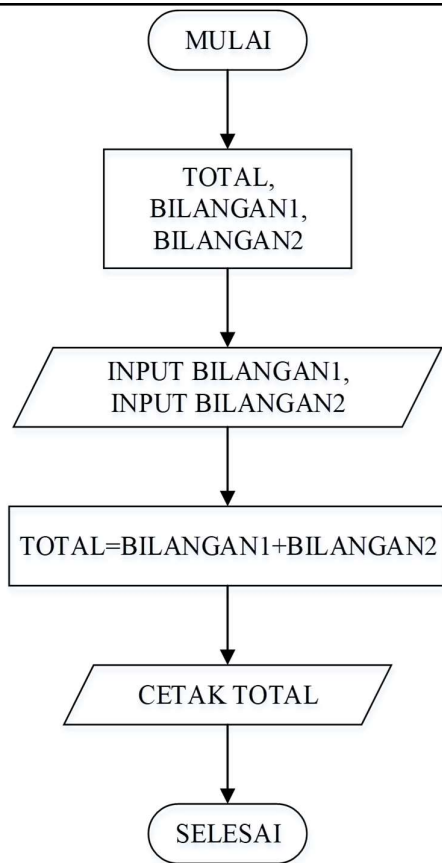 MULAI
TOTAL,
BILANGAN1,
BILANGAN2
INPUT BILANGAN1,
INPUT BILANGAN2
TOTAL=BILANGAN1+BILANGAN2
CETAK TOTAL
SELESAI